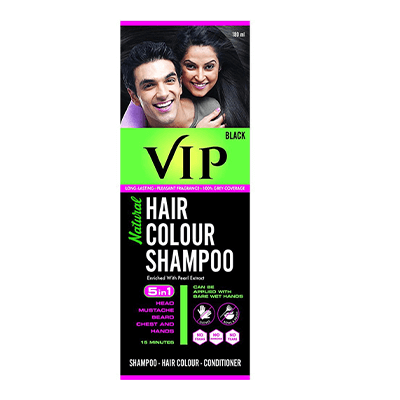 180 ml
BLACK
VIP
LONG-LASTING • PLEASANT FRAGRANCE • 100% GREY COVERAGE
Natural
HAIR
COLOUR
SHAMPOO
Enriched With Pearl Extract
5 in 1
HEAD
MUSTACHE
BEARD
CHEST AND
HANDS
15 MINUTES
CAN BE
APPLIED WITH
BARE WET HANDS
SHAMPOO - HAIR COLOUR - CONDITIONER